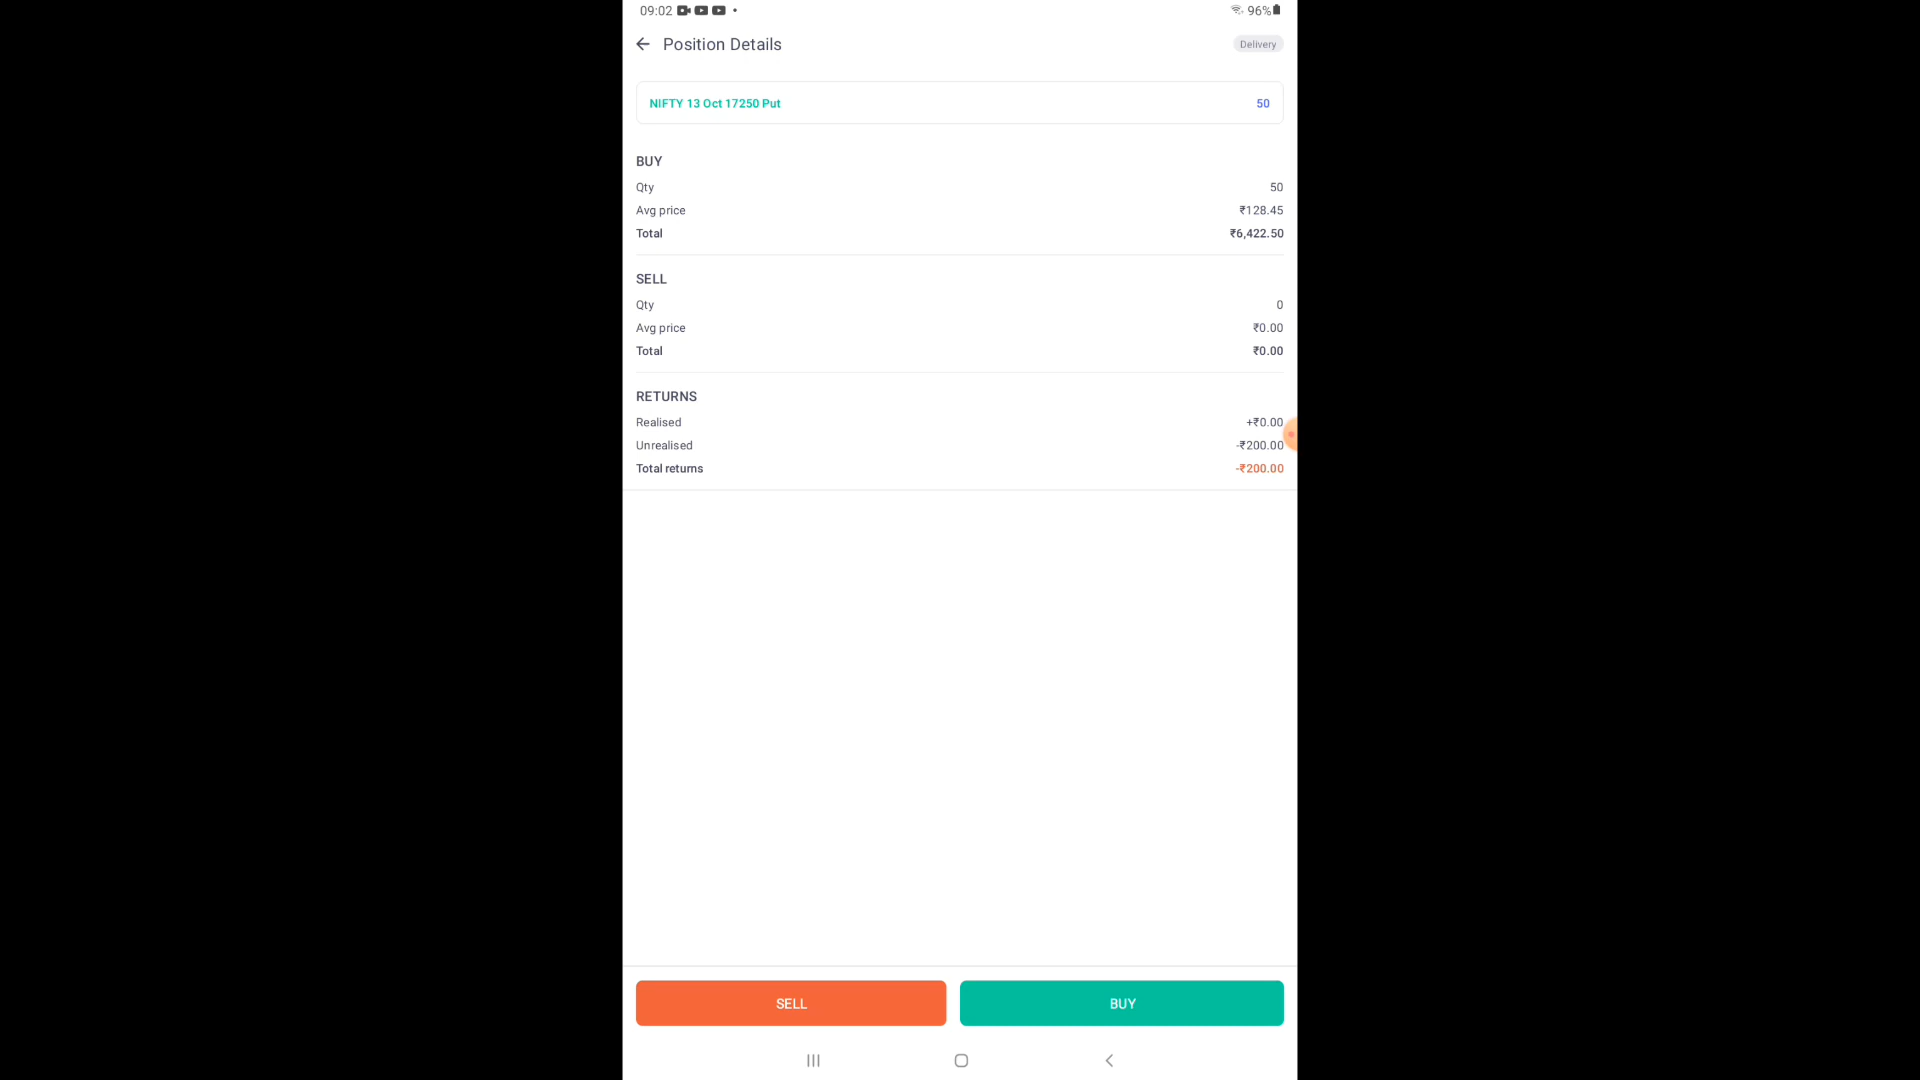 09:02 96%
Position Details Delivery
NIFTY 13 Oct 17250 Put 50
BUY
Qty 50
Avg price ₹128.45
Total ₹6,422.50
SELL
Qty 0
Avg price ₹0.00
Total ₹0.00
RETURNS
Realised +₹0.00
Unrealised -₹200.00
Total returns -₹200.00
SELL BUY